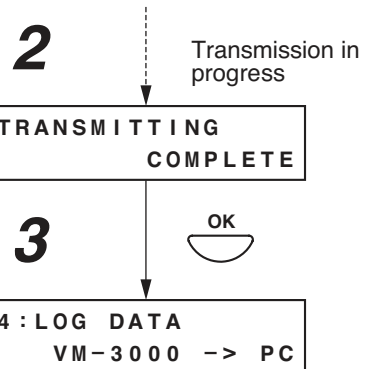 2
Transmission in
progress
TRANSMITTING
COMPLETE
3
OK
4:LOG DATA
VM-3000 -> PC